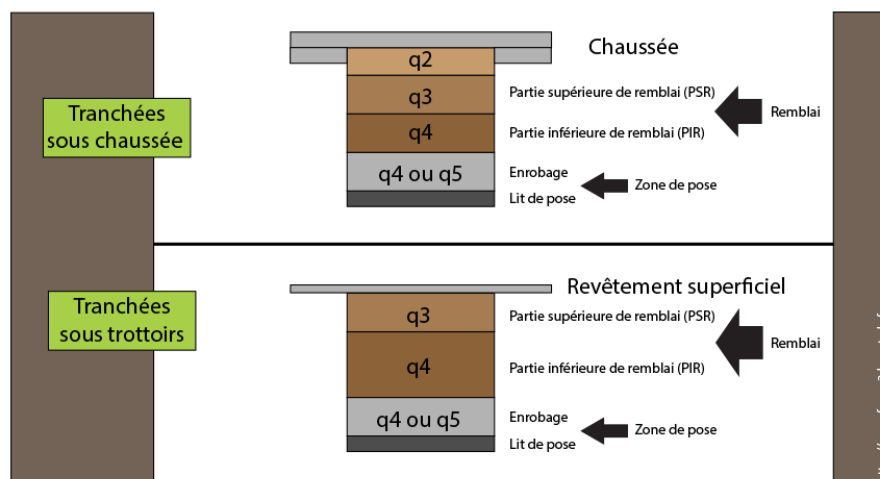 Tranchées
sous chaussée
q2
Chaussée
q3
Partie supérieure de remblai (PSR)
Remblai
q4
Partie inférieure de remblai (PIR)
q4 ou q5
Enrobage
Zone de pose
Lit de pose
Tranchées
sous trottoirs
Revêtement superficiel
q3
Partie supérieure de remblai (PSR)
Remblai
q4
Partie inférieure de remblai (PIR)
q4 ou q5
Enrobage
Zone de pose
Lit de pose